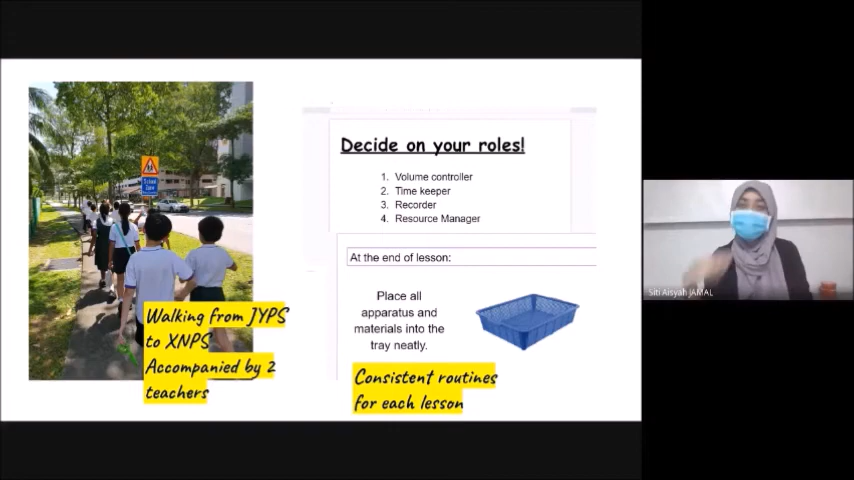 School
Zone
Walking from JYPS
to XNPS
Accompanied by 2
teachers
Decide on your roles!
1. Volume controller
2. Time keeper
3. Recorder
4. Resource Manager
At the end of lesson:
Place all
apparatus and
materials into the
tray neatly.
Consistent routines
for each lesson
Siti Aisyah JAMAL